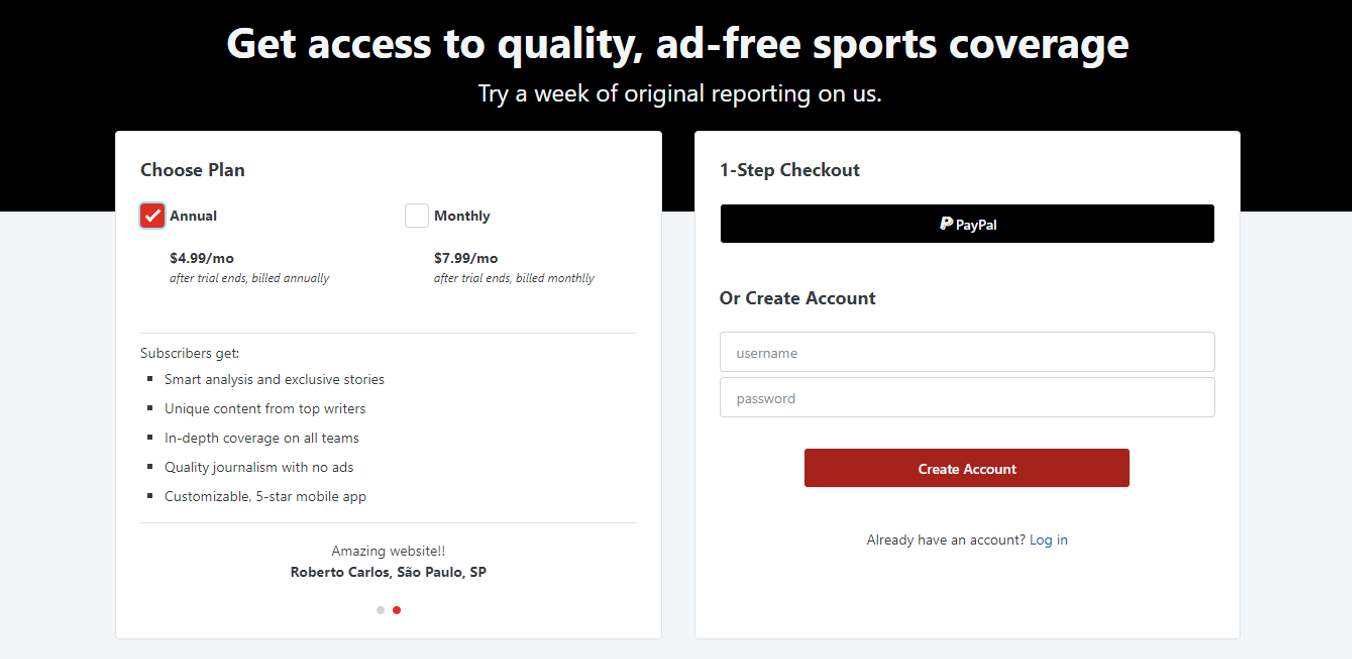 Get access to quality, ad-free sports coverage
Try a week of original reporting on us.
Choose Plan
Annual
$4.99/mo
after trial ends, billed annually
Monthly
$7.99/mo
after trial ends, billed monthlly
Subscribers get:
Smart analysis and exclusive stories
Unique content from top writers
In-depth coverage on all teams
Quality journalism with no ads
Customizable, 5-star mobile app
Amazing website!!
Roberto Carlos, São Paulo, SP
1-Step Checkout
PayPal
Or Create Account
username
password
Create Account
Already have an account? Log in